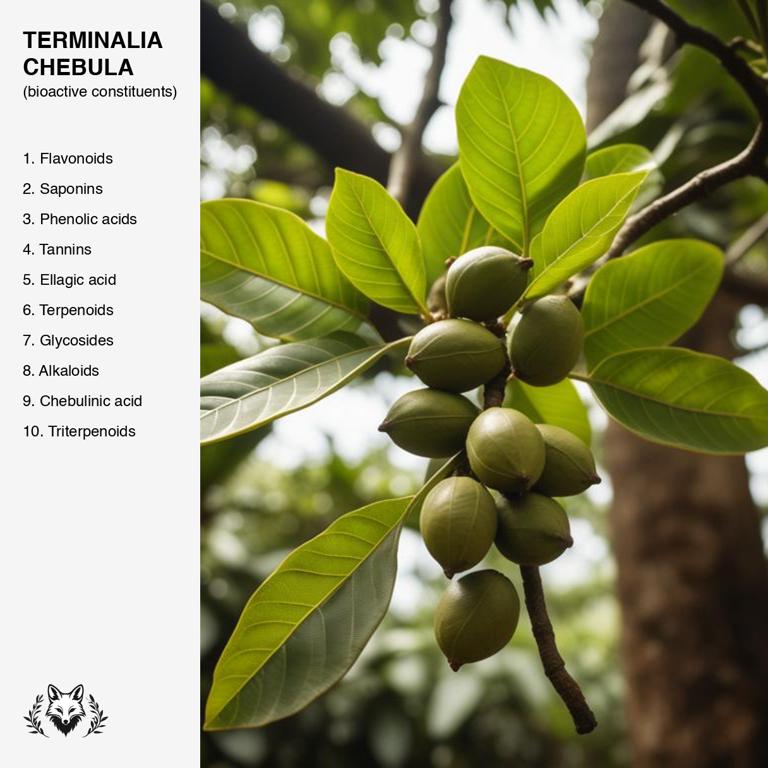 TERMINALIA
CHEBULA
(bioactive constituents)
1. Flavonoids
2. Saponins
3. Phenolic acids
4. Tannins
5. Ellagic acid
6. Terpenoids
7. Glycosides
8. Alkaloids
9. Chebulinic acid
10. Triterpenoids